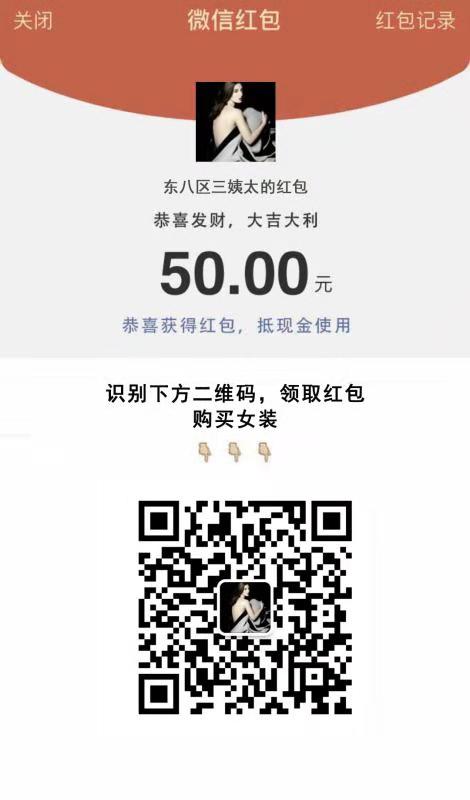 关闭 微信红包 红包记录
东八区三姨太的红包
恭喜发财，大吉大利
50.00元
恭喜获得红包，抵现金使用
识别下方二维码，领取红包
购买女装